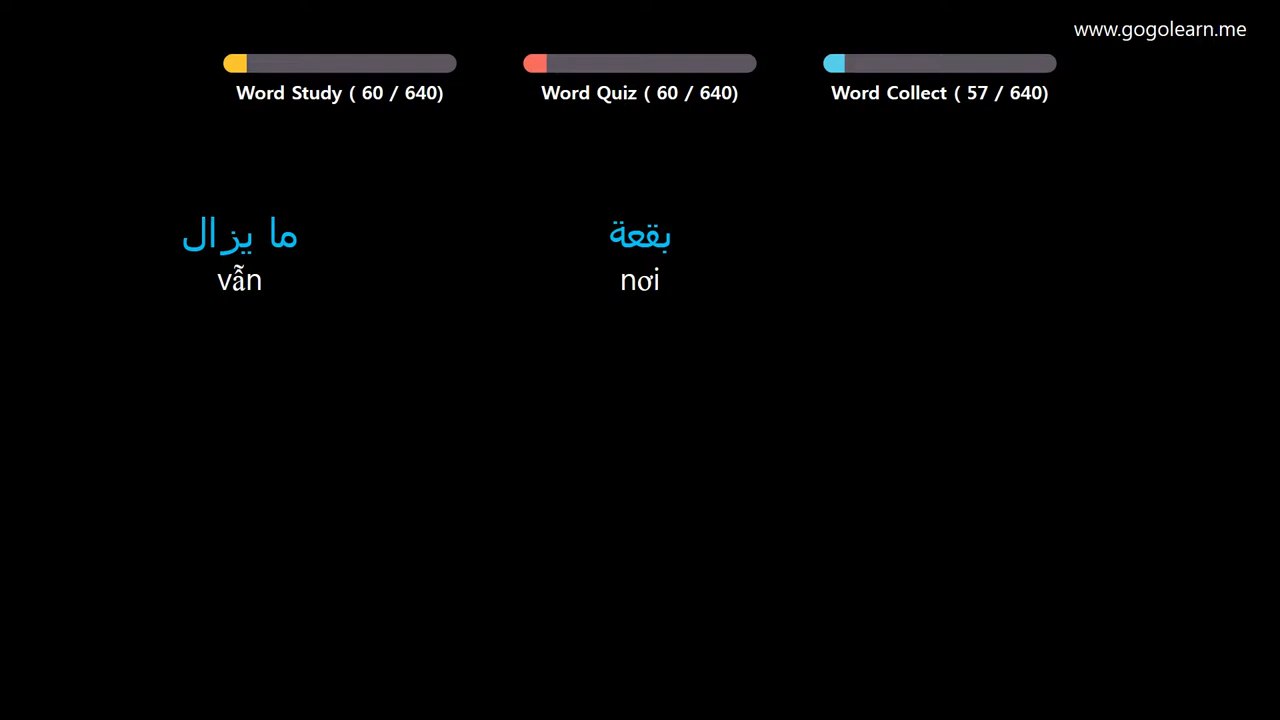 www.gogolearn.me
Word Study ( 60 / 640)
Word Quiz ( 60 / 640)
Word Collect ( 57 / 640)
ما يزال
vẫn
بقعة
nơi